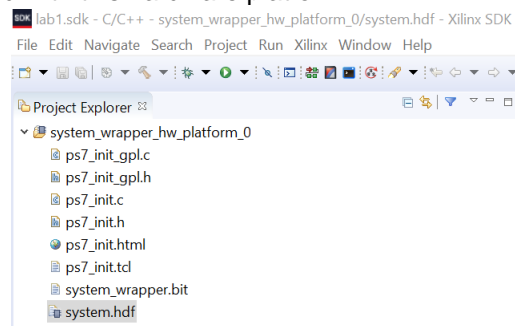 SDK lab1.sdk - C/C++ - system_wrapper_hw_platform_0/system.hdf - Xilinx SDK
File Edit Navigate Search Project Run Xilinx Window Help
Project Explorer
system_wrapper_hw_platform_0
ps7_init_gpl.c
ps7_init_gpl.h
ps7_init.c
ps7_init.h
ps7_init.html
ps7_init.tcl
system_wrapper.bit
system.hdf